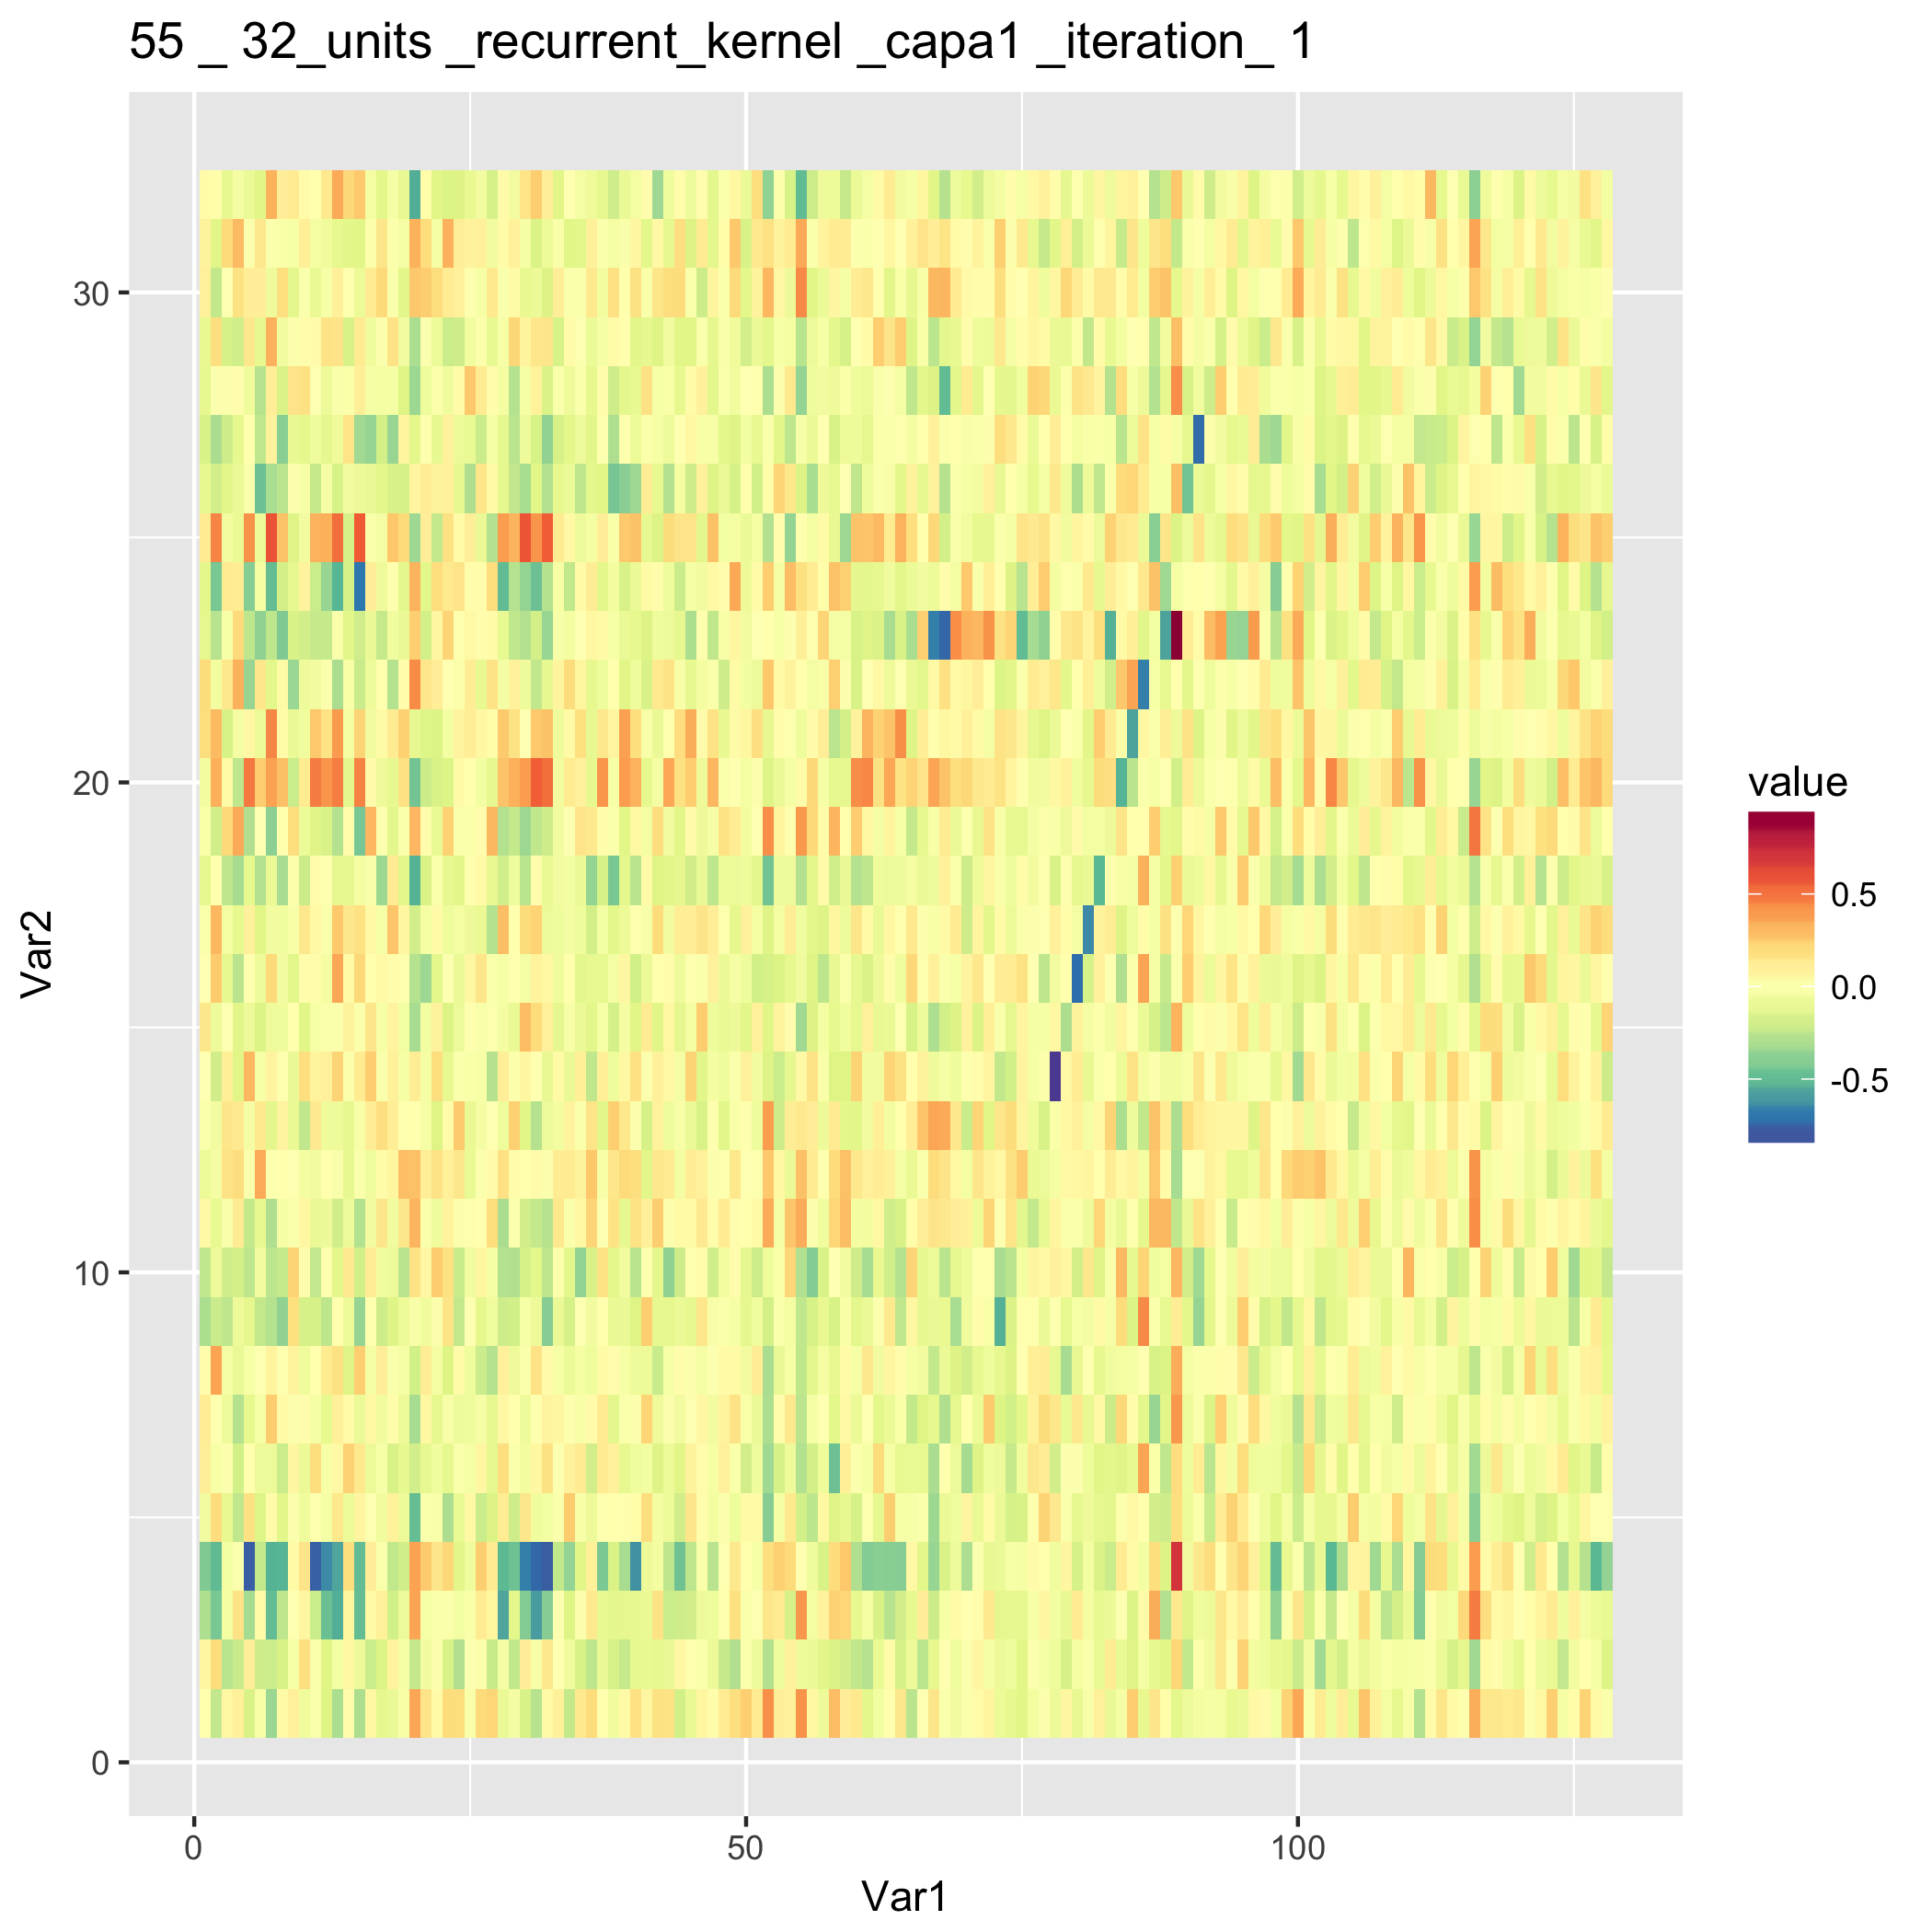 55 _ 32_units _recurrent_kernel _capa1 _iteration_ 1
30
20
10
0
Var2
0 50 100
Var1
value
0.5
0.0
-0.5